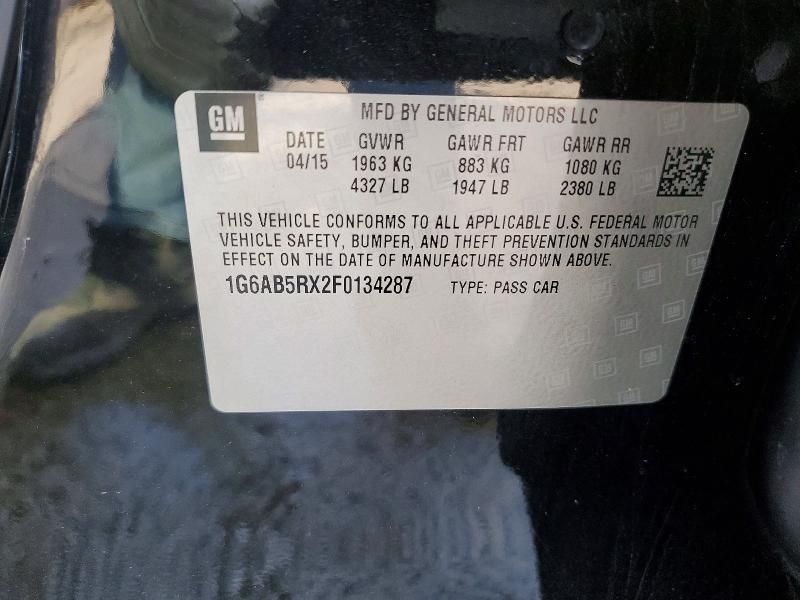 GM
MFD BY GENERAL MOTORS LLC
DATE GVWR GAWR FRT GAWR RR
04/15 1963 KG 883 KG 1080 KG
4327 LB 1947 LB 2380 LB
THIS VEHICLE CONFORMS TO ALL APPLICABLE U.S. FEDERAL MOTOR
VEHICLE SAFETY, BUMPER, AND THEFT PREVENTION STANDARDS IN
EFFECT ON THE DATE OF MANUFACTURE SHOWN ABOVE.
1G6AB5RX2F0134287 TYPE: PASS CAR